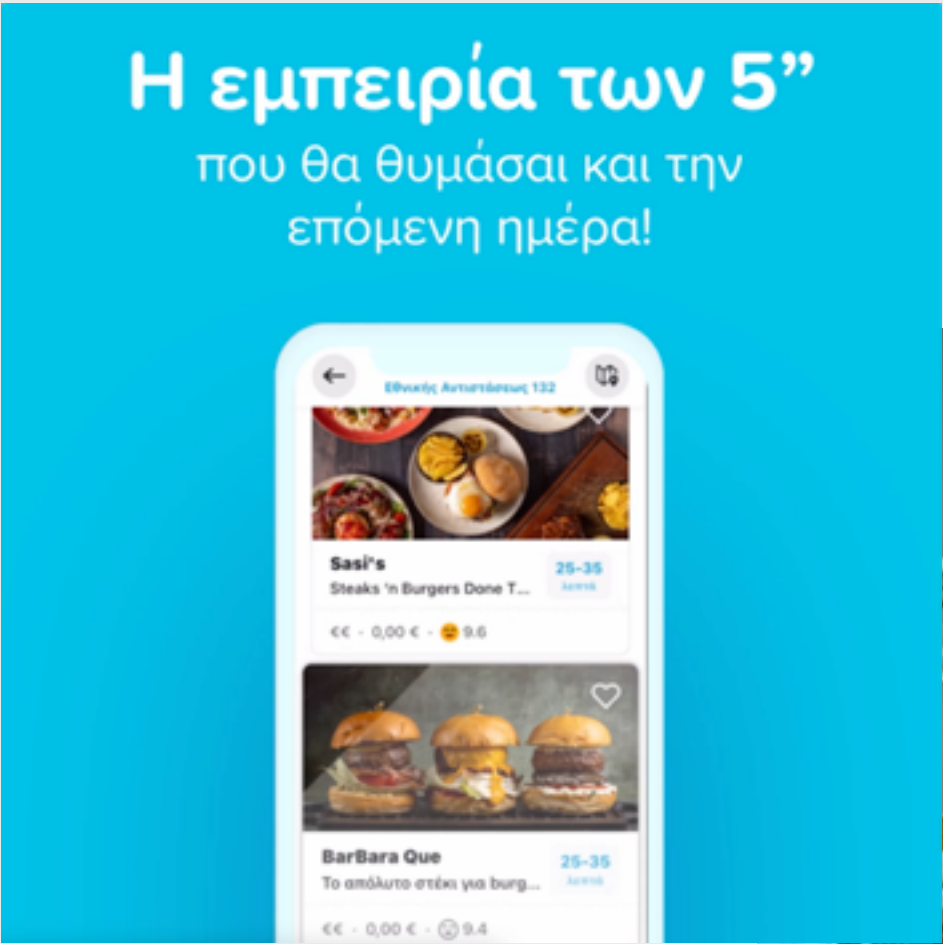 Η εμπειρία των 5”
που θα θυμάσαι και την
επόμενη ημέρα!
Εθνικής Αντιστάσεως 132
Sasi's
Steaks 'n Burgers Done T...
25-35
λεπτά
€€ · 0,00 € · 9.6
BarBara Que
Το απόλυτο στέκι για burg...
25-35
λεπτά
€€ · 0,00 € · 9.4